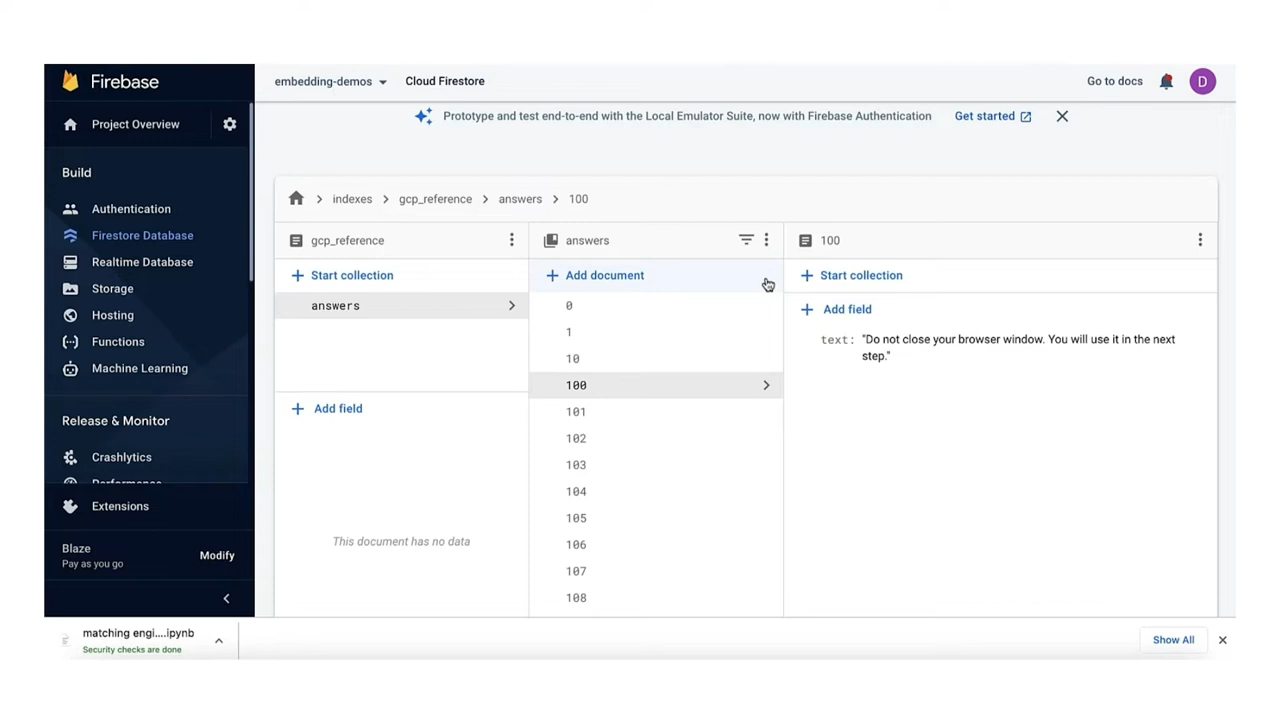 Firebase
embedding-demos
Cloud Firestore
Go to docs
D
Project Overview
Prototype and test end-to-end with the Local Emulator Suite, now with Firebase Authentication
Get started
Build
Authentication
Firestore Database
Realtime Database
Storage
Hosting
Functions
Machine Learning
Release & Monitor
Crashlytics
Performance
Extensions
Blaze
Pay as you go
Modify
indexes > gcp_reference > answers > 100
gcp_reference
+ Start collection
answers
+ Add field
This document has no data
answers
+ Add document
0
1
10
100
101
102
103
104
105
106
107
108
100
+ Start collection
+ Add field
text: "Do not close your browser window. You will use it in the next
step."
matching engi....ipynb
Security checks are done
Show All